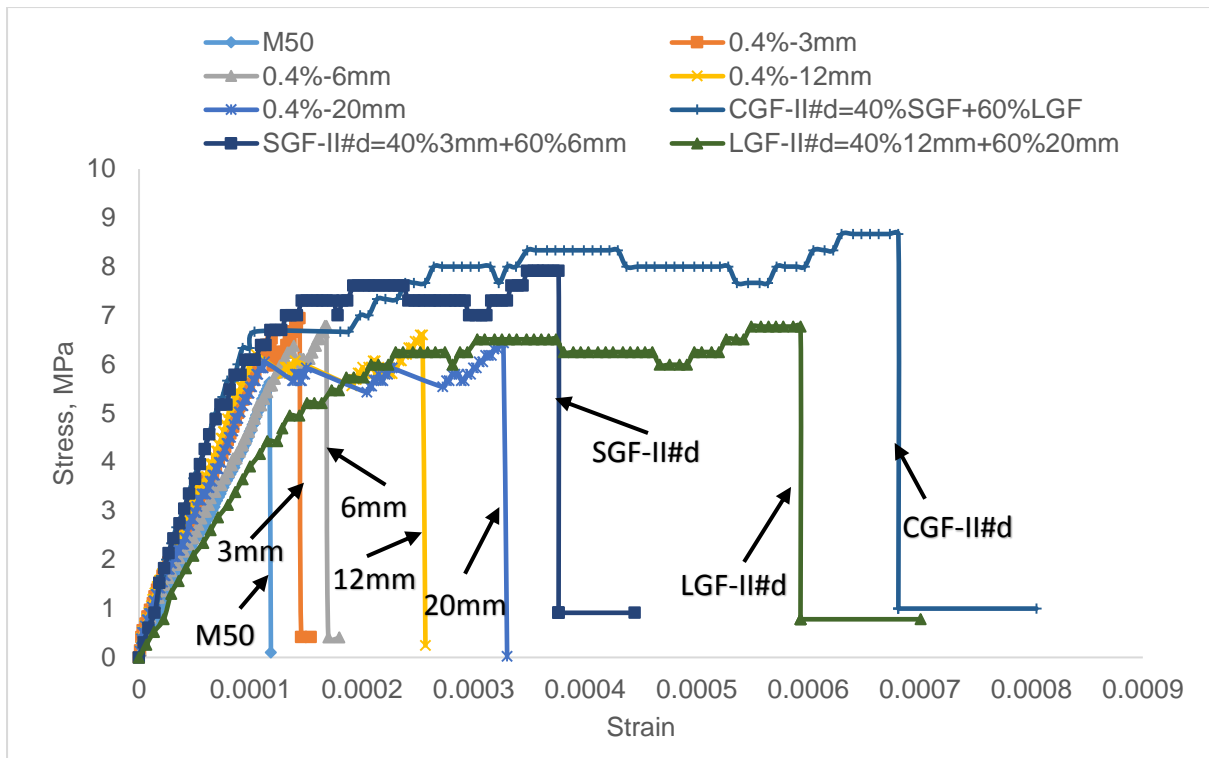 M50
0.4%-3mm
0.4%-6mm
0.4%-12mm
0.4%-20mm
CGF-II#d=40%SGF+60%LGF
SGF-II#d=40%3mm+60%6mm
LGF-II#d=40%12mm+60%20mm
10
9
8
7
6
5
4
3
2
1
0
Stress, MPa
SGF-II#d
6mm
CGF-II#d
3mm
12mm
LGF-II#d
20mm
M50
0 0.0001 0.0002 0.0003 0.0004 0.0005 0.0006 0.0007 0.0008 0.0009
Strain